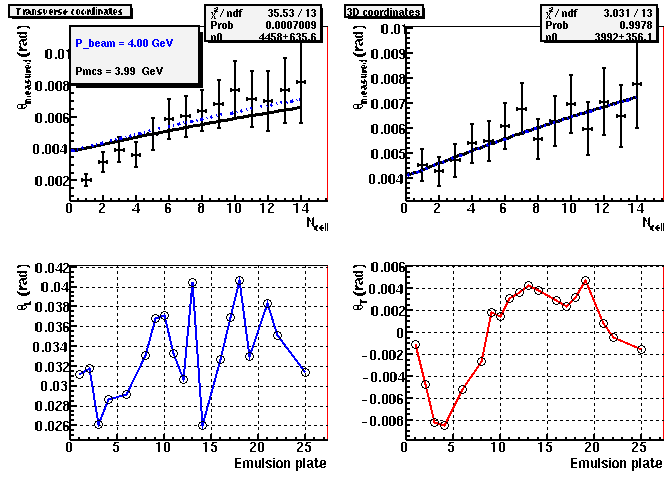 Transverse coordinates
χ² / ndf 35.53 / 13
Prob 0.0007009
p0 4458±635.6
P_beam = 4.00 GeV
Pmcs = 3.99 GeV
(rad)
0.01
0.008
0.006
0.004
0.002
0 2 4 6 8 10 12 14
N cell
3D coordinates
χ² / ndf 3.031 / 13
Prob 0.9978
p0 3992±356.1
(rad)
0.01
0.009
0.008
0.007
0.006
0.005
0.004
0 2 4 6 8 10 12 14
N cell
θL (rad)
0.042
0.04
0.038
0.036
0.034
0.032
0.03
0.028
0.026
0 5 10 15 20 25
Emulsion plate
θT (rad)
0.006
0.004
0.002
0
−0.002
−0.004
−0.006
−0.008
0 5 10 15 20 25
Emulsion plate